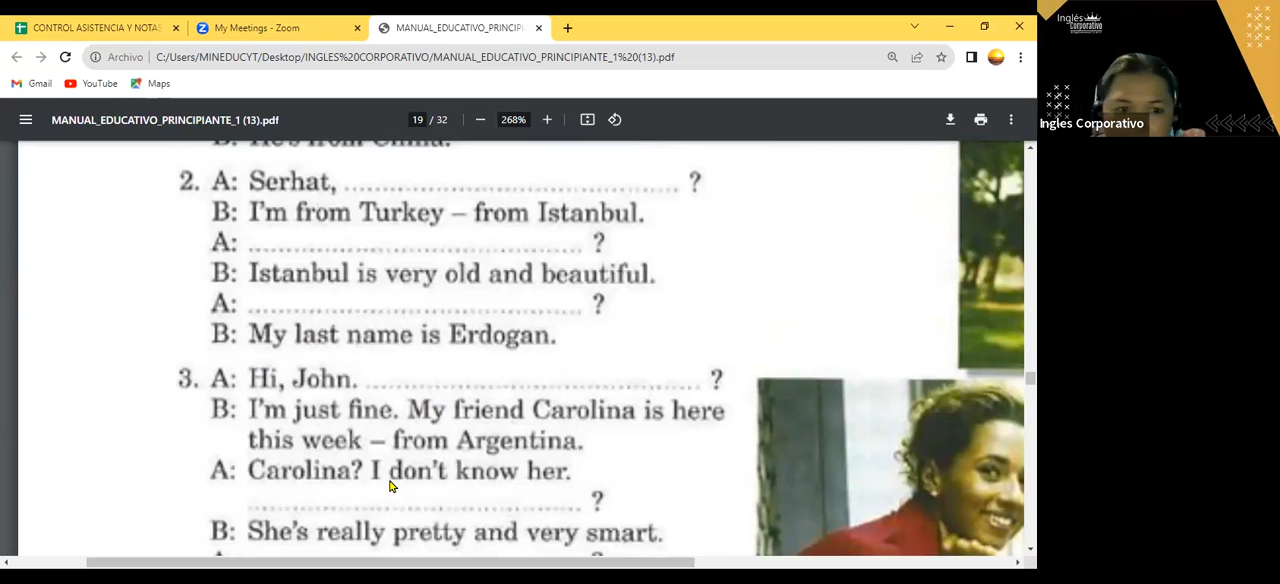 CONTROL ASISTENCIA Y NOTAS
My Meetings - Zoom
MANUAL_EDUCATIVO_PRINCIPI
Archivo
C:/Users/MINEDUCYT/Desktop/INGLES%20CORPORATIVO/MANUAL_EDUCATIVO_PRINCIPIANTE_1%20(13).pdf
Gmail
YouTube
Maps
MANUAL_EDUCATIVO_PRINCIPIANTE_1 (13).pdf
19 / 32
268%
B: He's from China.
2. A: Serhat, ................................................ ?
B: I'm from Turkey – from Istanbul.
A: ................................................ ?
B: Istanbul is very old and beautiful.
A: ................................................ ?
B: My last name is Erdogan.
3. A: Hi, John. ................................................ ?
B: I'm just fine. My friend Carolina is here
this week – from Argentina.
A: Carolina? I don't know her.
................................................ ?
B: She's really pretty and very smart.
A: ................................................ ?
Inglés
Corporativo
Ingles Corporativo